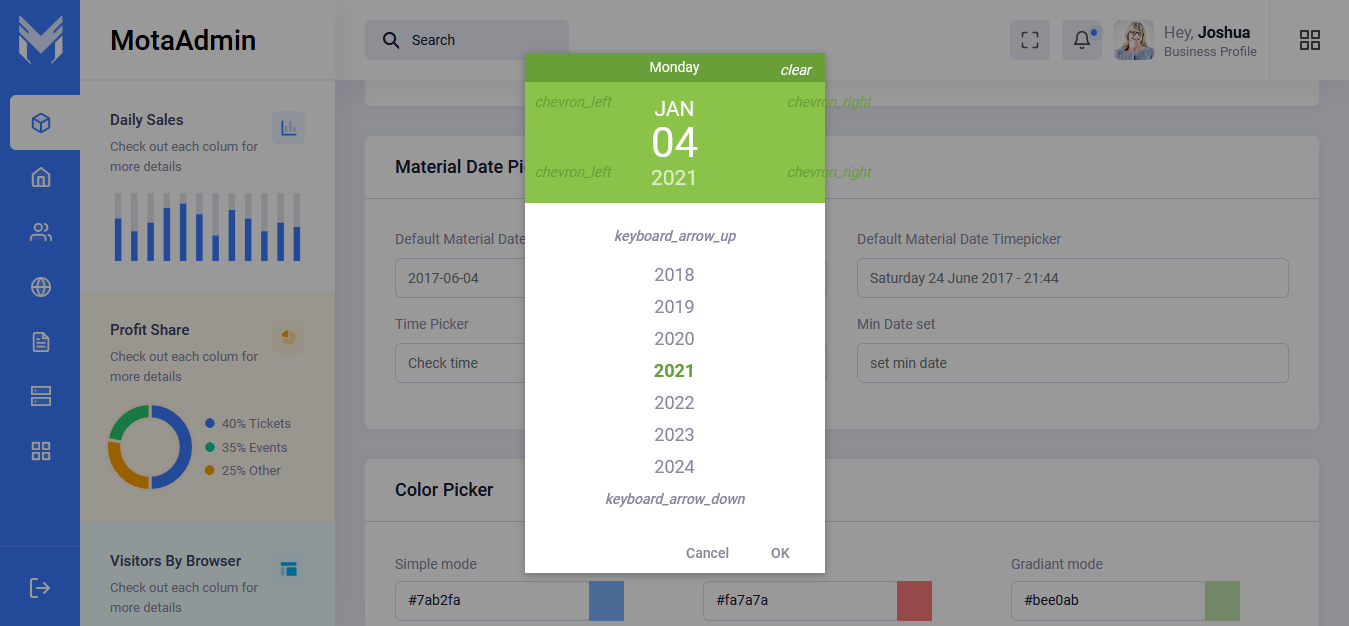 MotaAdmin
Search
Hey, Joshua
Business Profile
Daily Sales
Check out each colum for
more details
Profit Share
Check out each colum for
more details
40% Tickets
35% Events
25% Other
Visitors By Browser
Check out each colum for
more details
Monday
clear
chevron_left
JAN
chevron_right
04
chevron_left
2021
chevron_right
keyboard_arrow_up
2018
2019
2020
2021
2022
2023
2024
keyboard_arrow_down
Cancel
OK
Material Date Pi
Default Material Date
2017-06-04
Default Material Date Timepicker
Saturday 24 June 2017 - 21:44
Time Picker
Check time
Min Date set
set min date
Color Picker
Simple mode
#7ab2fa
#fa7a7a
Gradiant mode
#bee0ab